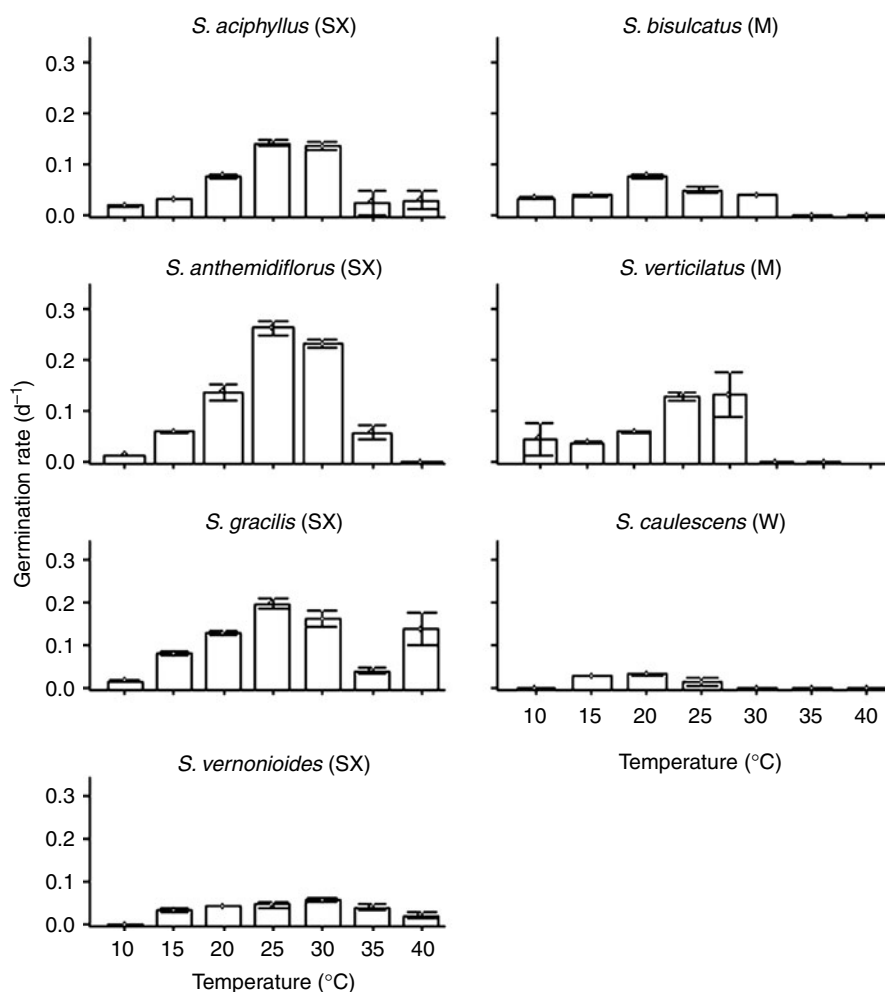 S. aciphyllus (SX)
S. bisulcatus (M)
0.3
0.2
0.1
0.0
S. anthemidiflorus (SX)
S. verticilatus (M)
0.3
0.2
0.1
0.0
Germination rate (d⁻¹)
S. gracilis (SX)
S. caulescens (W)
0.3
0.2
0.1
0.0
10 15 20 25 30 35 40
Temperature (°C)
S. vernonioides (SX)
0.3
0.2
0.1
0.0
10 15 20 25 30 35 40
Temperature (°C)